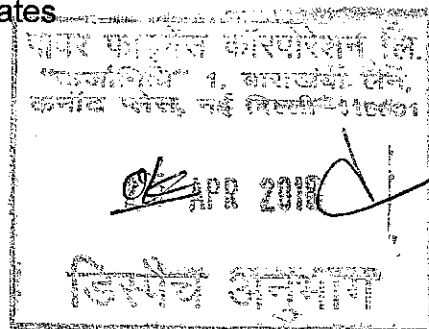 ates
पावर फाइनेंस कॉरपोरेशन लि.
"ऊर्जानिधि" 1, बाराखंबा लेन,
कनॉट प्लेस, नई दिल्ली-110001
APR 2018
डिस्पैच अनुभाग